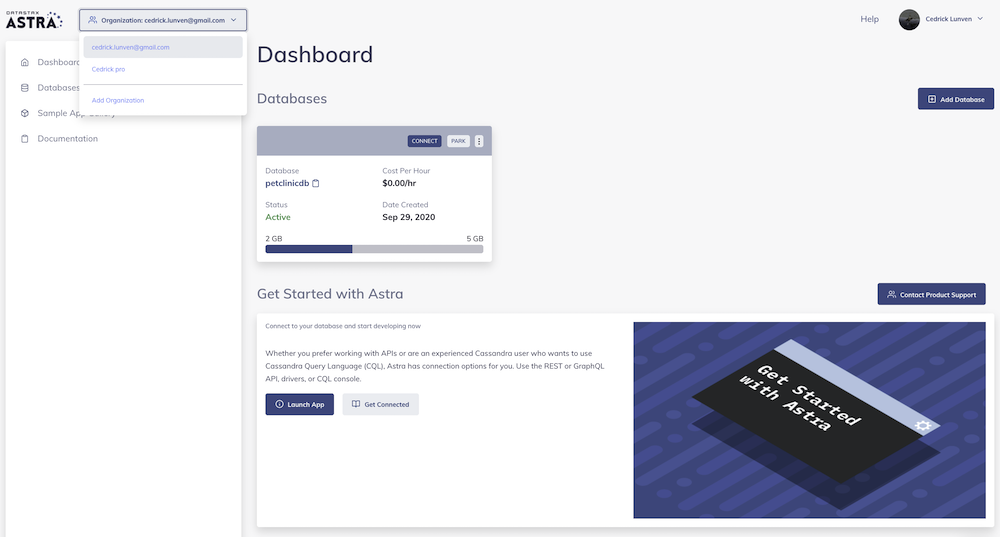 DATASTAX
ASTRA
Organization: cedrick.lunven@gmail.com
Help
Cedrick Lunven
cedrick.lunven@gmail.com
Cedrick pro
Add Organization
Dashboard
Databases
Sample App Gallery
Documentation
Dashboard
Databases
Add Database
CONNECT
PARK
Database
Cost Per Hour
petclinicdb
$0.00/hr
Status
Date Created
Active
Sep 29, 2020
2 GB
5 GB
Get Started with Astra
Contact Product Support
Connect to your database and start developing now
Whether you prefer working with APIs or are an experienced Cassandra user who wants to use
Cassandra Query Language (CQL), Astra has connection options for you. Use the REST or GraphQL
API, drivers, or CQL console.
Launch App
Get Connected
Get Started
with Astra